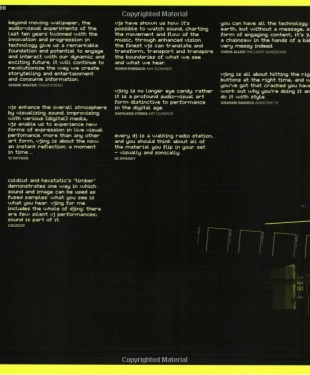 Copyrighted Material
beyond moving wallpaper, the
audio-visual experiments of the
last ten years twinned with the
innovation and progression in
technology give us a remarkable
foundation and potential to engage
and interact with our dynamic and
exciting future. it will continue to
revolutionize the way we create
storytelling and entertainment
and consume information.
vjs enhance the overall atmosphere
by visualizing sound. improvising
with various (digital) media,
vjs enable us to experience new
forms of expression in live visual
performance. more than any other
art form, vjing is about the now.
an instant reflection: a moment
in time ...
coldcut and hexstatic's 'timber'
demonstrates one way in which
sound and image can be used as
fused samples: what you see is
what you hear. vjing for me
includes the whole of djing: there
are few silent vj performances.
sound is part of it.
COLDCUT
vjs have shown us how it's
possible to watch sound, charting
the movement and flow of the
music. through enhanced vision
the finest vjs can translate and
transform, transport and transpire
the boundaries of what we see
and what we hear
vjing is no longer eye candy rather
it is a profound audio-visual art
form distinctive to performance
in the digital age.
every dj is a walking radio station,
and you should think about all of
the material you play in your set
- visually and sonically.
DJ SPOOKY
you can have all the technology
earth, but without a message, a
form of engaging content, it's
a chainsaw in the hands of a
very messy indeed.
vjing is all about hitting the
buttons at the right time, and
you've got that cracked you
work out why you're doing it
do it with style.
Copyrighted Material